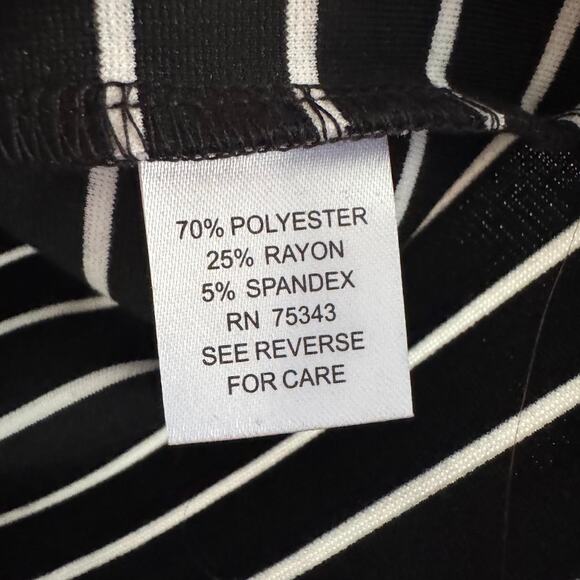 70% POLYESTER
25% RAYON
5% SPANDEX
RN 75343
SEE REVERSE
FOR CARE